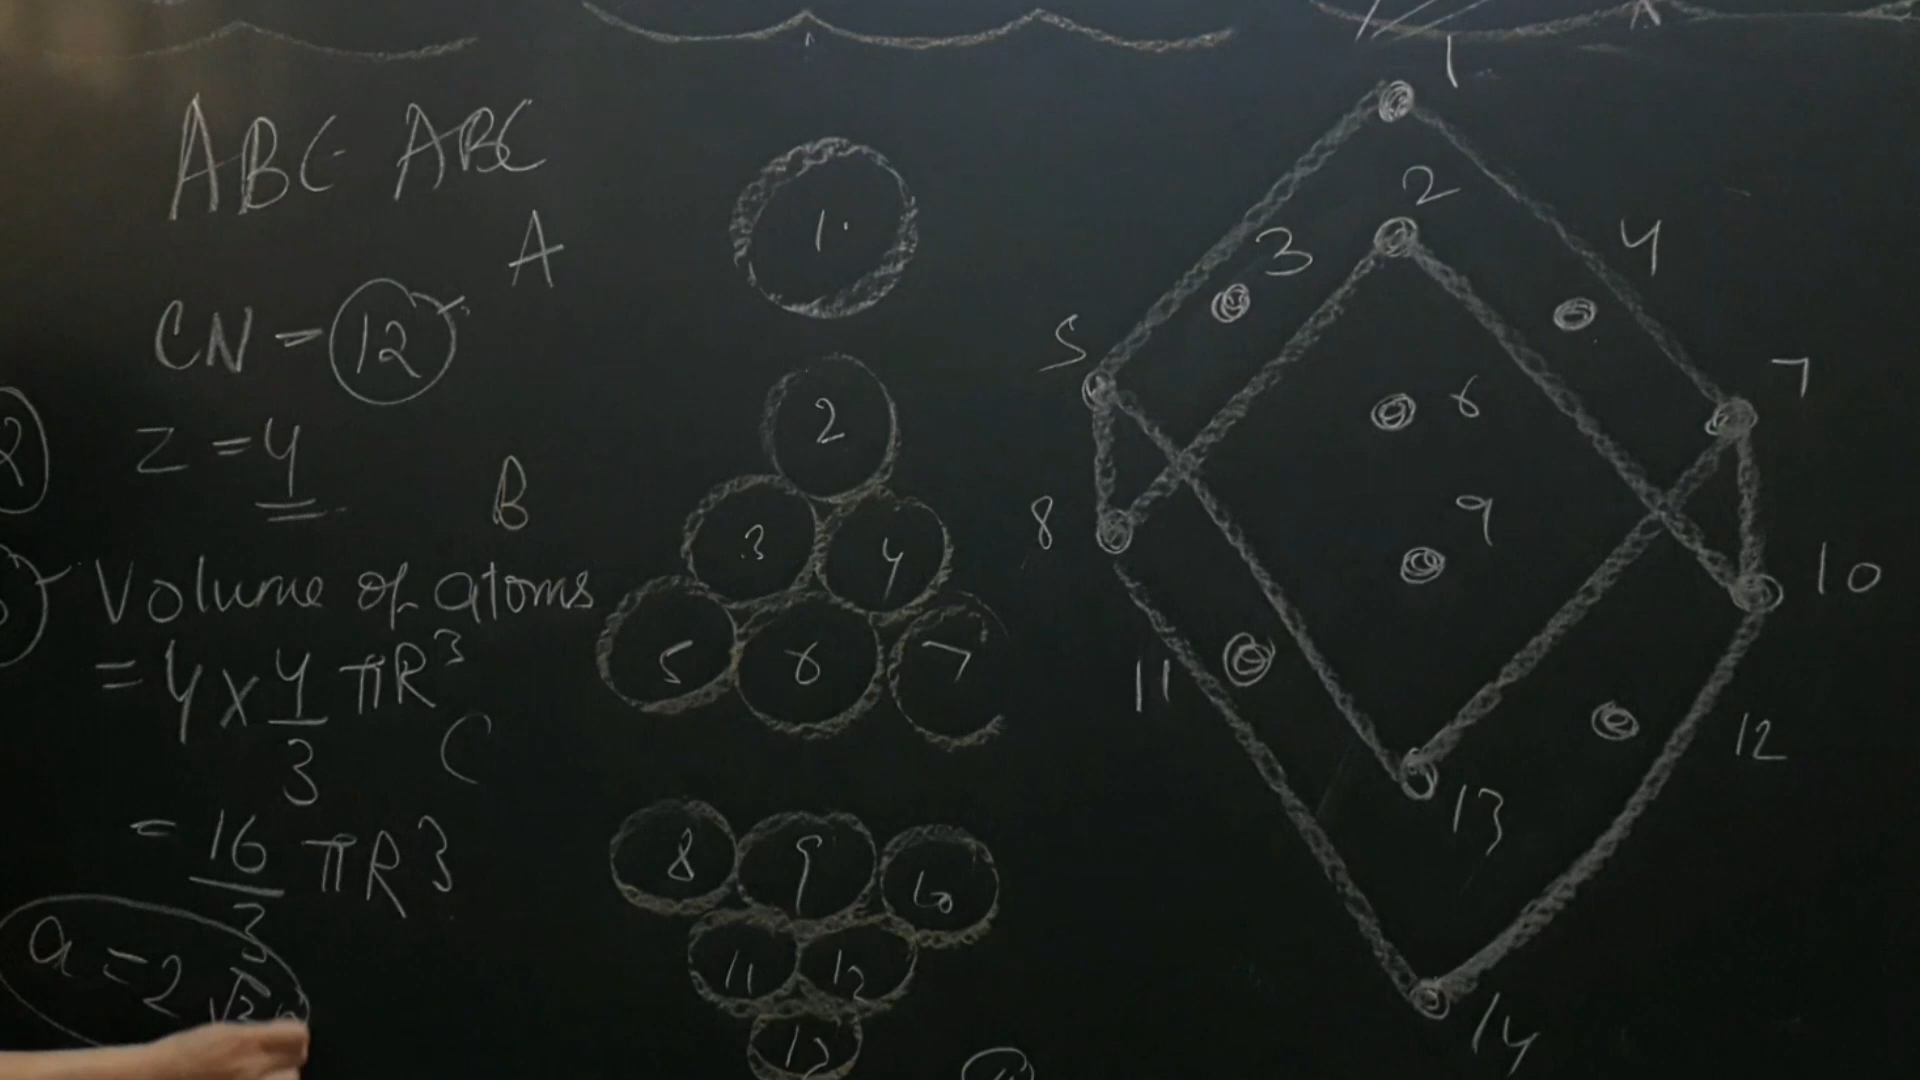 ABC ABC
A
CN = 12
Z = 4
B
Volume of atoms
= 4 x 4/3 πR3
C
= 16/3 πR3
a = 2√2
1
2
3 4
5 6 7
8 9 10
11 12
13
1
2
3 4
5
7
6
9
8
10
11
12
13
14